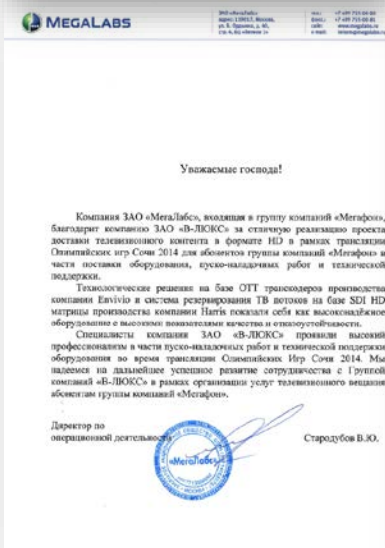 MEGALABS
ЗАО «МегаЛабс»
Уважаемые господа!
Компания ЗАО «МегаЛабс», входящая в группу компаний «Мегафон»,
благодарит компанию ЗАО «В-ЛЮКС» за отличную реализацию проекта
доставки телевизионного контента в формате HD в рамках трансляции
Олимпийских игр Сочи 2014 для абонентов группы компаний «Мегафон» в
части поставки оборудования, пуско-наладочных работ и технической
поддержки.
Технологические решения на базе OTT транскодеров производства
компании Envivio и система резервирования ТВ потоков на базе SDI HD
матрицы производства компании Harris показали себя как высоконадёжное
оборудование с высокими показателями качества и отказоустойчивости.
Специалисты компании ЗАО «В-ЛЮКС» проявили высокий
профессионализм в части пуско-наладочных работ и технической поддержки
оборудования во время трансляции Олимпийских Игр Сочи 2014. Мы
надеемся на дальнейшее успешное развитие сотрудничества с Группой
компаний «В-ЛЮКС» в рамках организации услуг телевизионного вещания
абонентам группы компаний «Мегафон».
Директор по
операционной деятельности
Стародубов В.Ю.
«МегаЛабс»